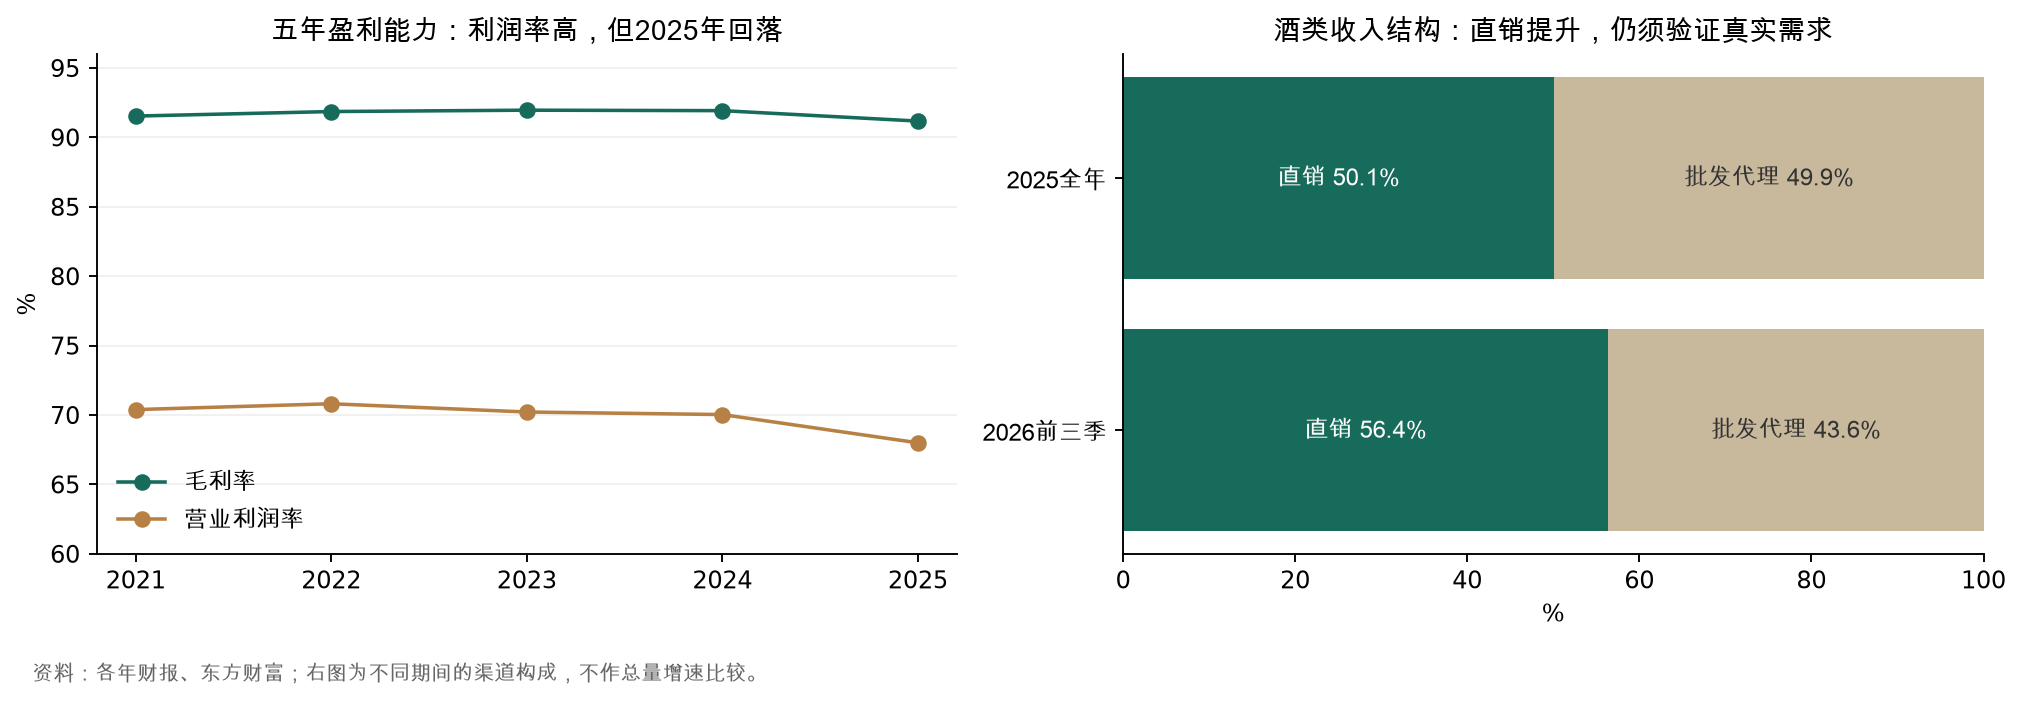 五年盈利能力：利润率高，但2025年回落
95
90
85
80
75
70
65
60
%
毛利率
营业利润率
2021 2022 2023 2024 2025
酒类收入结构：直销提升，仍须验证真实需求
2025全年
直销 50.1%
批发代理 49.9%
2026前三季
直销 56.4%
批发代理 43.6%
0 20 40 60 80 100
%
资料：各年财报、东方财富；右图为不同期间的渠道构成，不作总量增速比较。